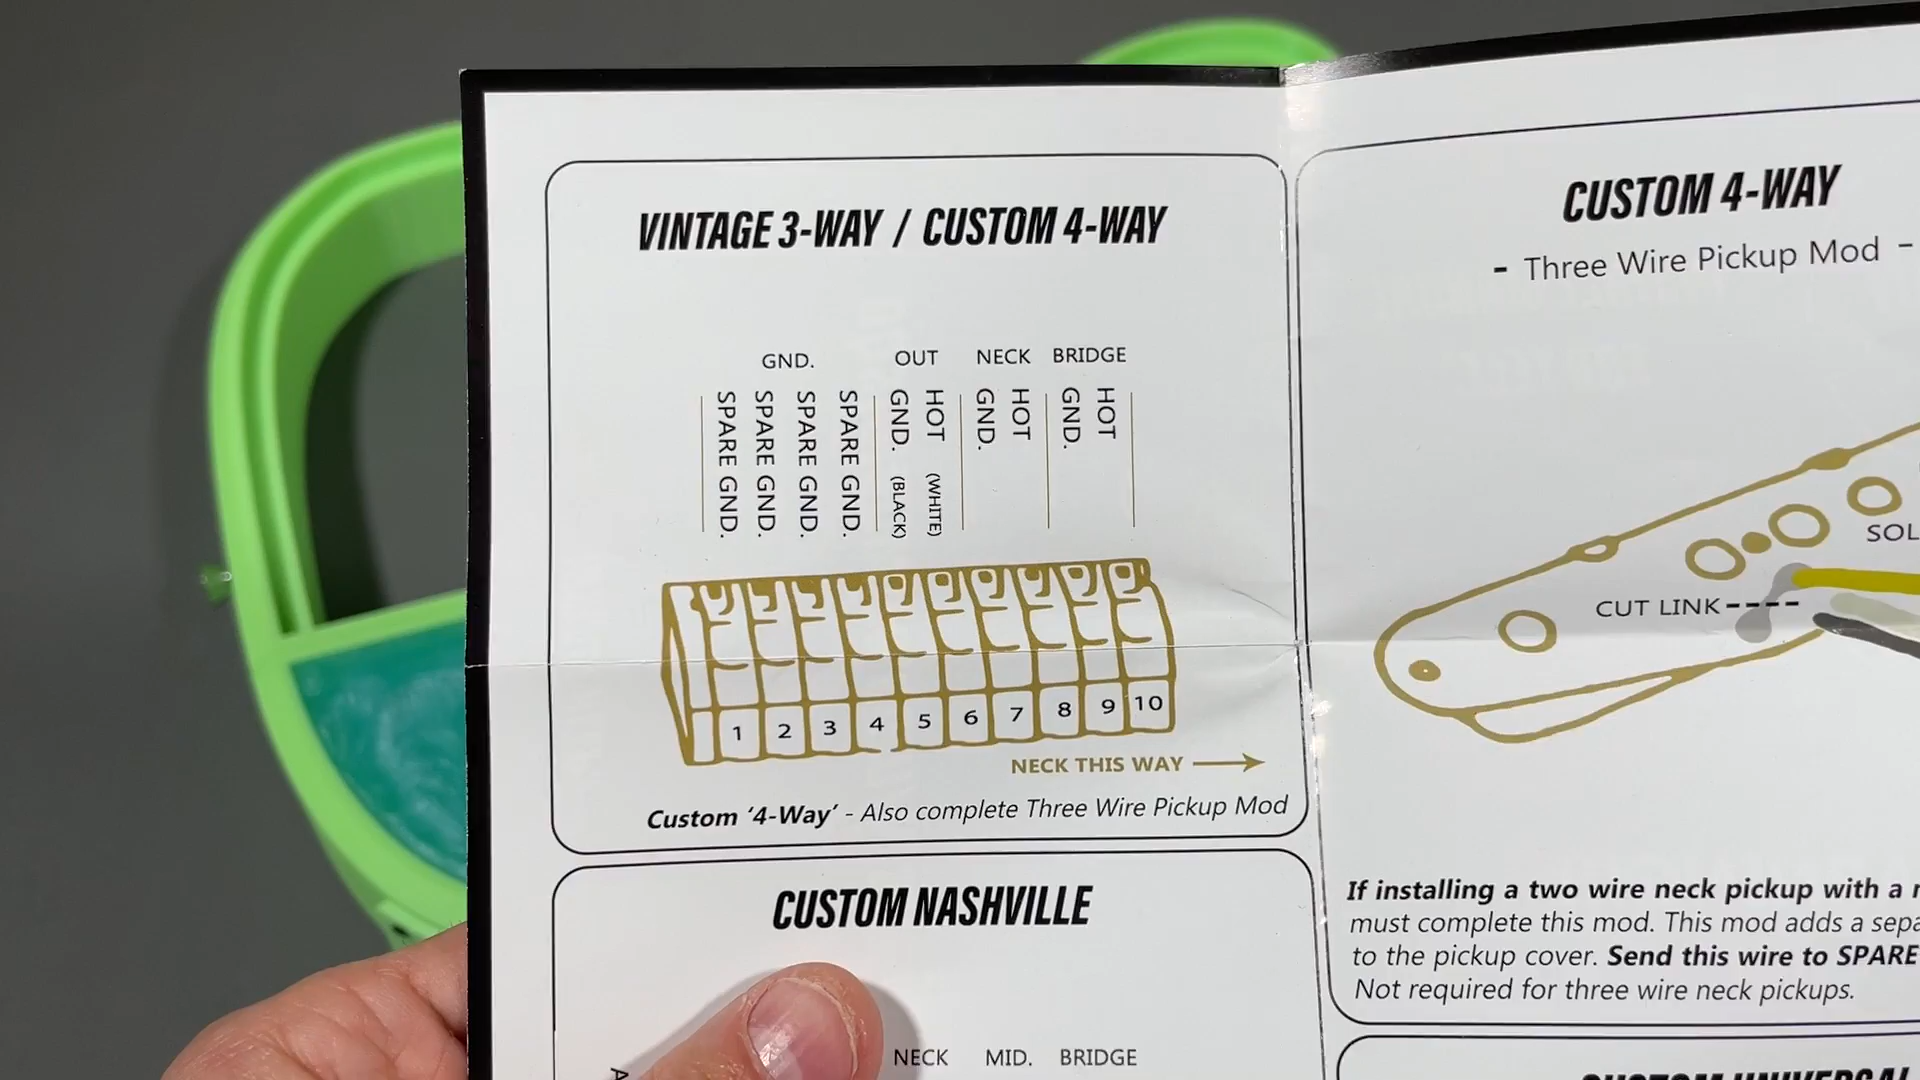 VINTAGE 3-WAY / CUSTOM 4-WAY
GND. OUT NECK BRIDGE
SPARE GND.
SPARE GND.
SPARE GND.
SPARE GND.
GND. (BLACK)
HOT (WHITE)
GND.
HOT
GND.
HOT
1 2 3 4 5 6 7 8 9 10
NECK THIS WAY
Custom ‘4-Way’ - Also complete Three Wire Pickup Mod
CUSTOM NASHVILLE
NECK MID. BRIDGE
CUSTOM 4-WAY
- Three Wire Pickup Mod -
CUT LINK
If installing a two wire neck pickup with a
must complete this mod. This mod adds a
to the pickup cover. Send this wire to SPARE
Not required for three wire neck pickups.
CUSTOM UNIVERSAL